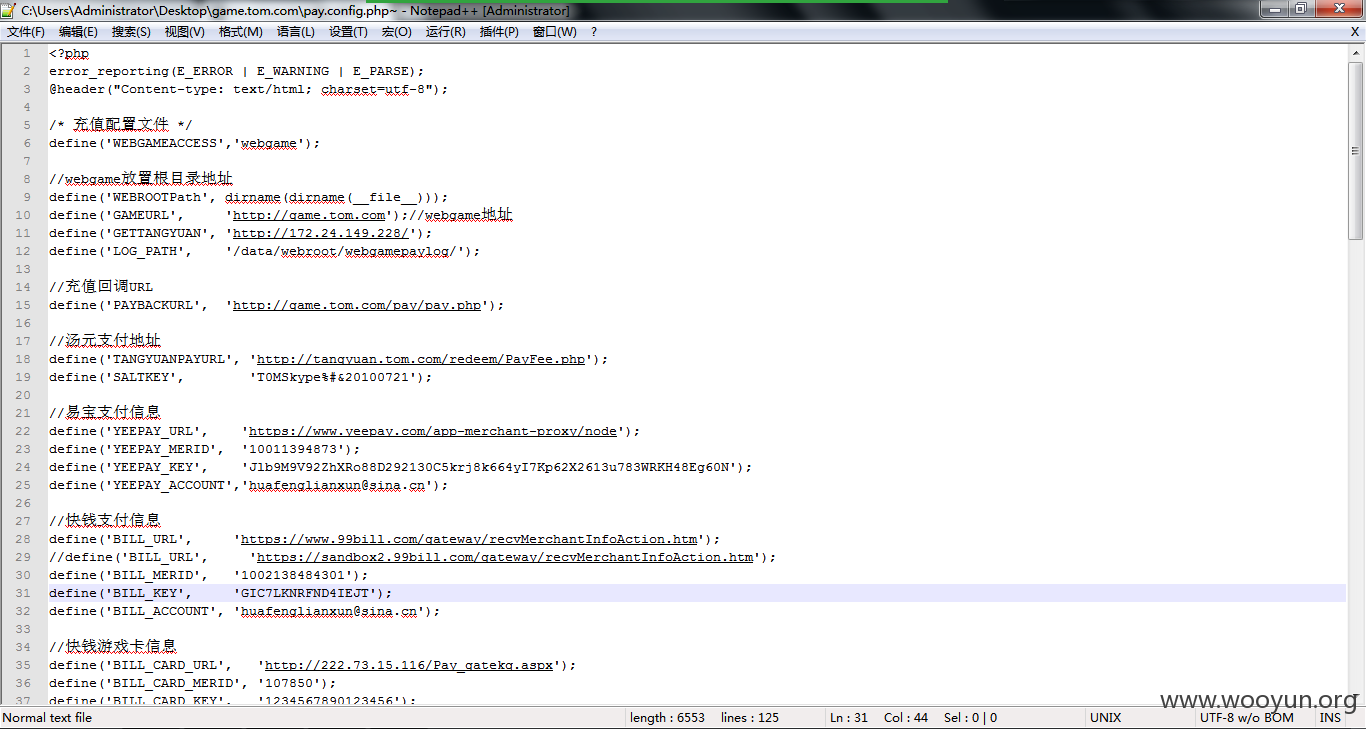 C:\Users\Administrator\Desktop\game.tom.com\pay.config.php~ - Notepad++ [Administrator]
文件(F) 编辑(E) 搜索(S) 视图(V) 格式(M) 语言(L) 设置(T) 宏(O) 运行(R) 插件(P) 窗口(W) ? X
1 <?php
2 error_reporting(E_ERROR | E_WARNING | E_PARSE);
3 @header("Content-type: text/html; charset=utf-8");
4
5 /* 充值配置文件 */
6 define('WEBGAMEACCESS','webgame');
7
8 //webgame放置根目录地址
9 define('WEBROOTPath', dirname(dirname(__file__)));
10 define('GAMEURL', 'http://game.tom.com');//webgame地址
11 define('GETTANGYUAN', 'http://172.24.149.228/');
12 define('LOG_PATH', '/data/webroot/webgamepaylog/');
13
14 //充值回调URL
15 define('PAYBACKURL', 'http://game.tom.com/pay/pay.php');
16
17 //汤元支付地址
18 define('TANGYUANPAYURL', 'http://tangyuan.tom.com/redeem/PayFee.php');
19 define('SALTKEY', 'T0MSkype%#&20100721');
20
21 //易宝支付信息
22 define('YEEPAY_URL', 'https://www.yeepay.com/app-merchant-proxy/node');
23 define('YEEPAY_MERID', '10011394873');
24 define('YEEPAY_KEY', 'Jlb9M9V92ZhXRo88D292130C5krj8k664yI7Kp62X2613u783WRKH48Eg60N');
25 define('YEEPAY_ACCOUNT','huafenglianxun@sina.cn');
26
27 //快钱支付信息
28 define('BILL_URL', 'https://www.99bill.com/gateway/recvMerchantInfoAction.htm');
29 //define('BILL_URL', 'https://sandbox2.99bill.com/gateway/recvMerchantInfoAction.htm');
30 define('BILL_MERID', '1002138484301');
31 define('BILL_KEY', 'GIC7LKNRFND4IEJT');
32 define('BILL_ACCOUNT', 'huafenglianxun@sina.cn');
33
34 //快钱游戏卡信息
35 define('BILL_CARD_URL', 'http://222.73.15.116/Pay_gatekg.aspx');
36 define('BILL_CARD_MERID', '107850');
37 define('BILL_CARD_KEY', '1234567890123456');
www.wooyun.org
Normal text file length : 6553 lines : 125 Ln : 31 Col : 44 Sel : 0 | 0 UNIX UTF-8 w/o BOM INS